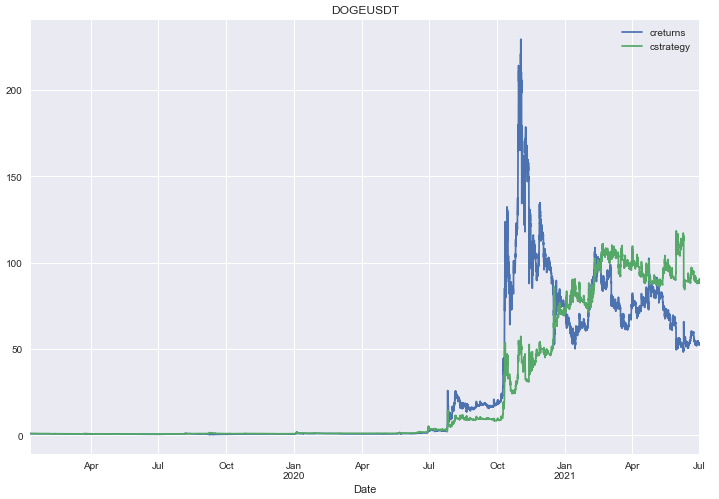 DOGEUSDT
creturns
cstrategy
200
150
100
50
0
Apr Jul Oct Jan Apr Jul Oct Jan Apr Jul
2020 2021
Date